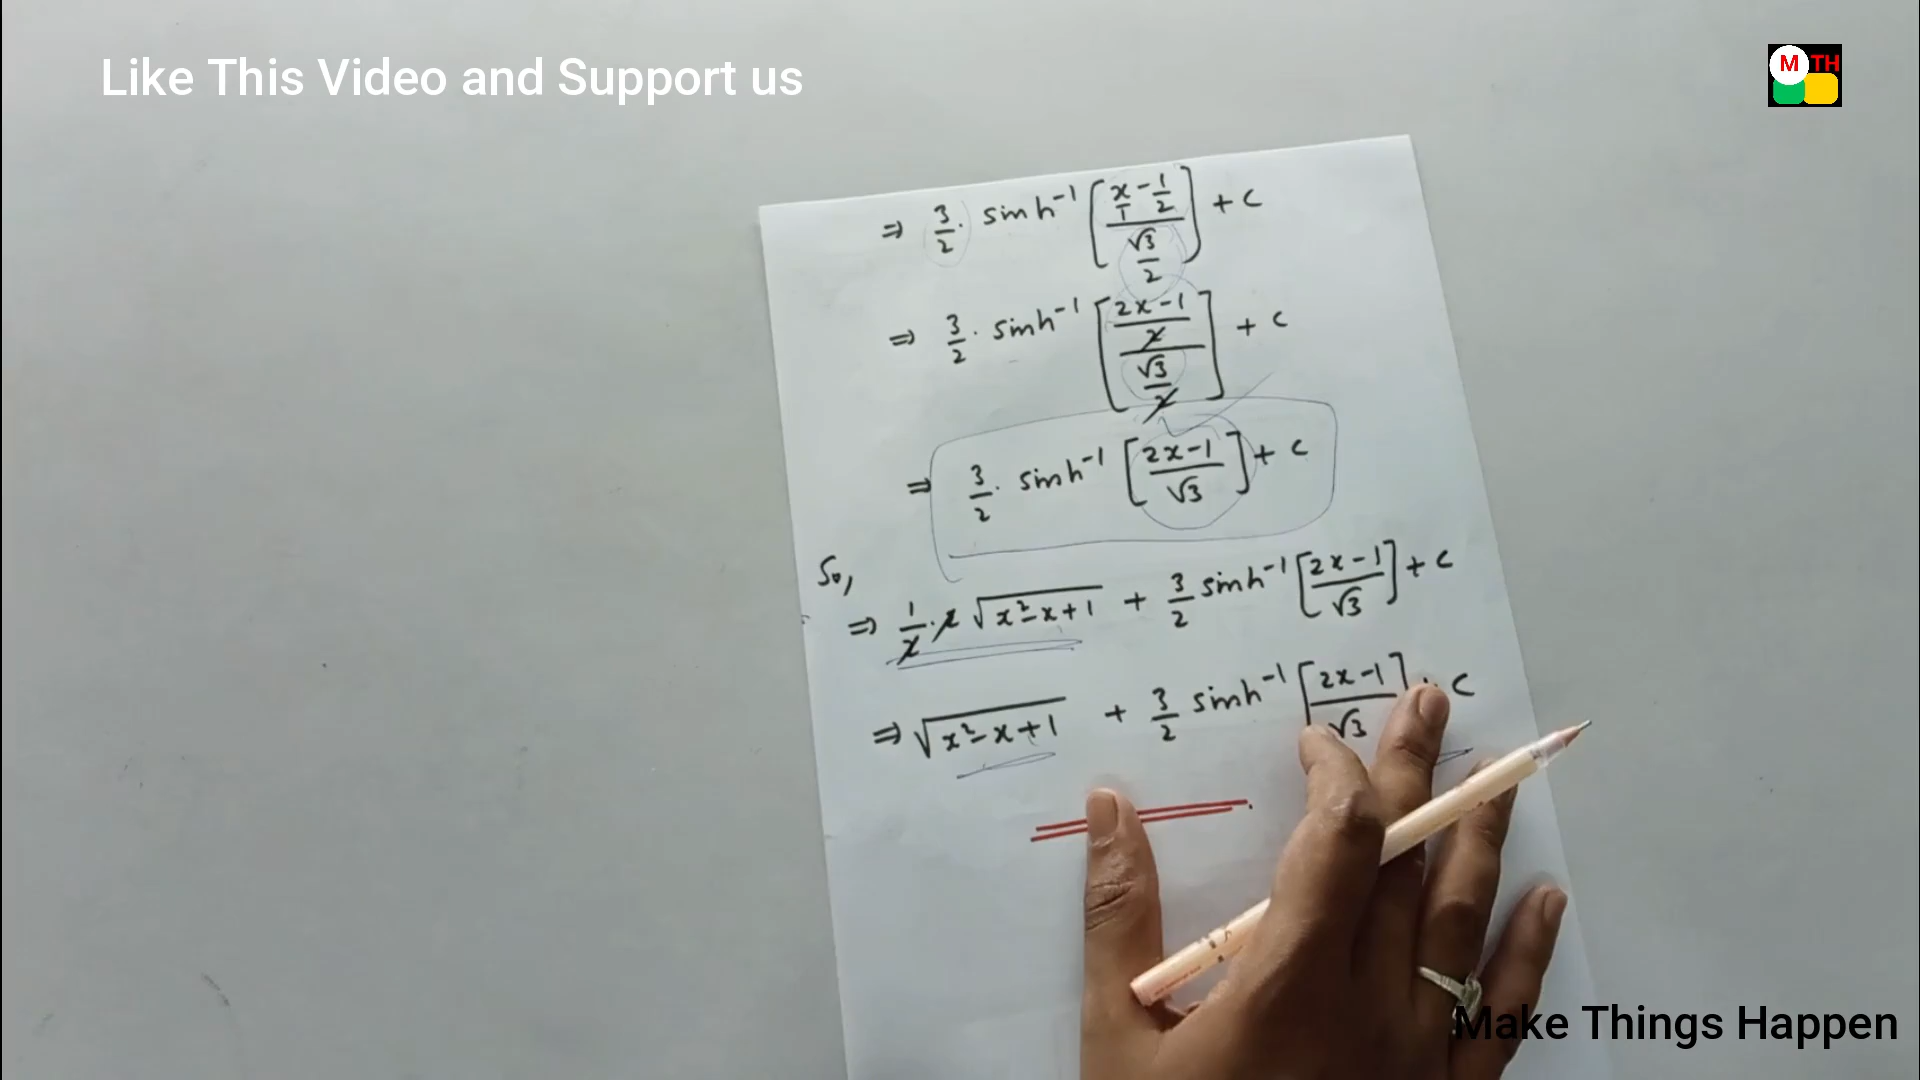 Like This Video and Support us
M TH
⇒ 3/2 · sinh⁻¹ [(x/1 - 1/2) / (√3/2)] + c
⇒ 3/2 · sinh⁻¹ [((2x-1)/2) / (√3/2)] + c
⇒ 3/2 · sinh⁻¹ [(2x-1)/√3] + c
So,
⇒ 1/2 · 2 √(x²-x+1) + 3/2 sinh⁻¹ [(2x-1)/√3] + c
⇒ √(x²-x+1) + 3/2 sinh⁻¹ [(2x-1)/√3] + c
Make Things Happen